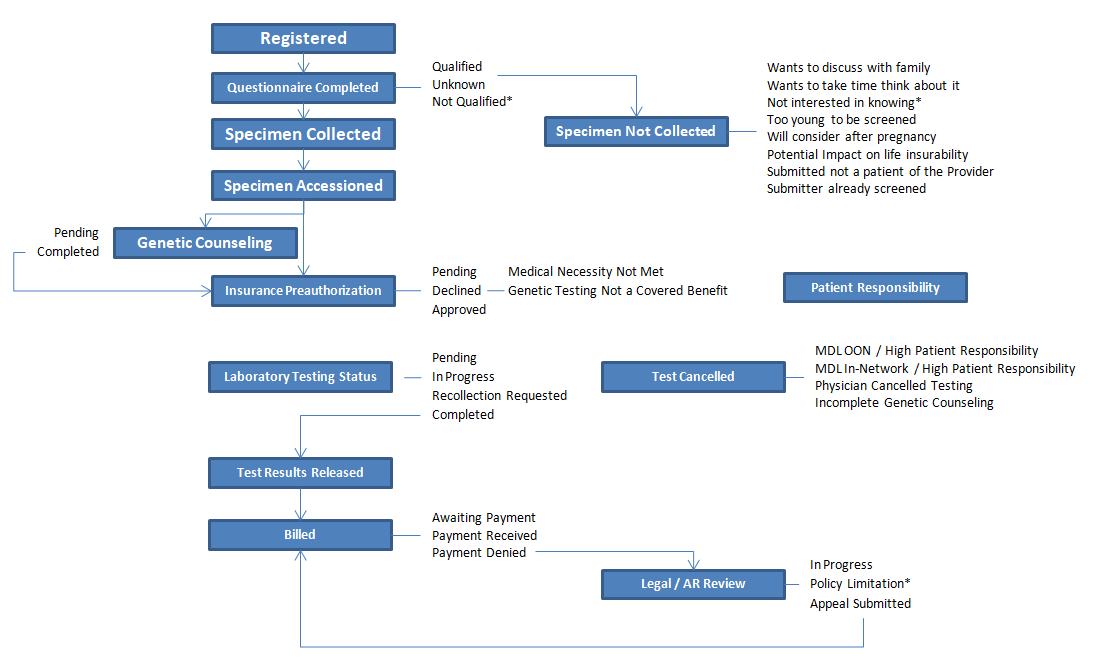 Registered
Questionnaire Completed
Qualified
Unknown
Not Qualified*
Specimen Collected
Specimen Not Collected
Wants to discuss with family
Wants to take time think about it
Not interested in knowing*
Too young to be screened
Will consider after pregnancy
Potential Impact on life insurability
Submitted not a patient of the Provider
Submitter already screened
Specimen Accessioned
Pending
Completed
Genetic Counseling
Insurance Preauthorization
Pending
Declined
Approved
Medical Necessity Not Met
Genetic Testing Not a Covered Benefit
Patient Responsibility
Laboratory Testing Status
Pending
In Progress
Recollection Requested
Completed
Test Cancelled
MDL OON / High Patient Responsibility
MDL In-Network / High Patient Responsibility
Physician Cancelled Testing
Incomplete Genetic Counseling
Test Results Released
Billed
Awaiting Payment
Payment Received
Payment Denied
Legal / AR Review
In Progress
Policy Limitation*
Appeal Submitted